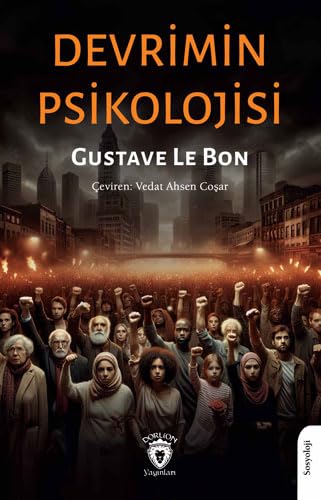 DEVRİMİN
PSİKOLOJİSİ
GUSTAVE LE BON
Çeviren: Vedat Ahsen Coşar
DORLION
Yayınları
Sosyoloji